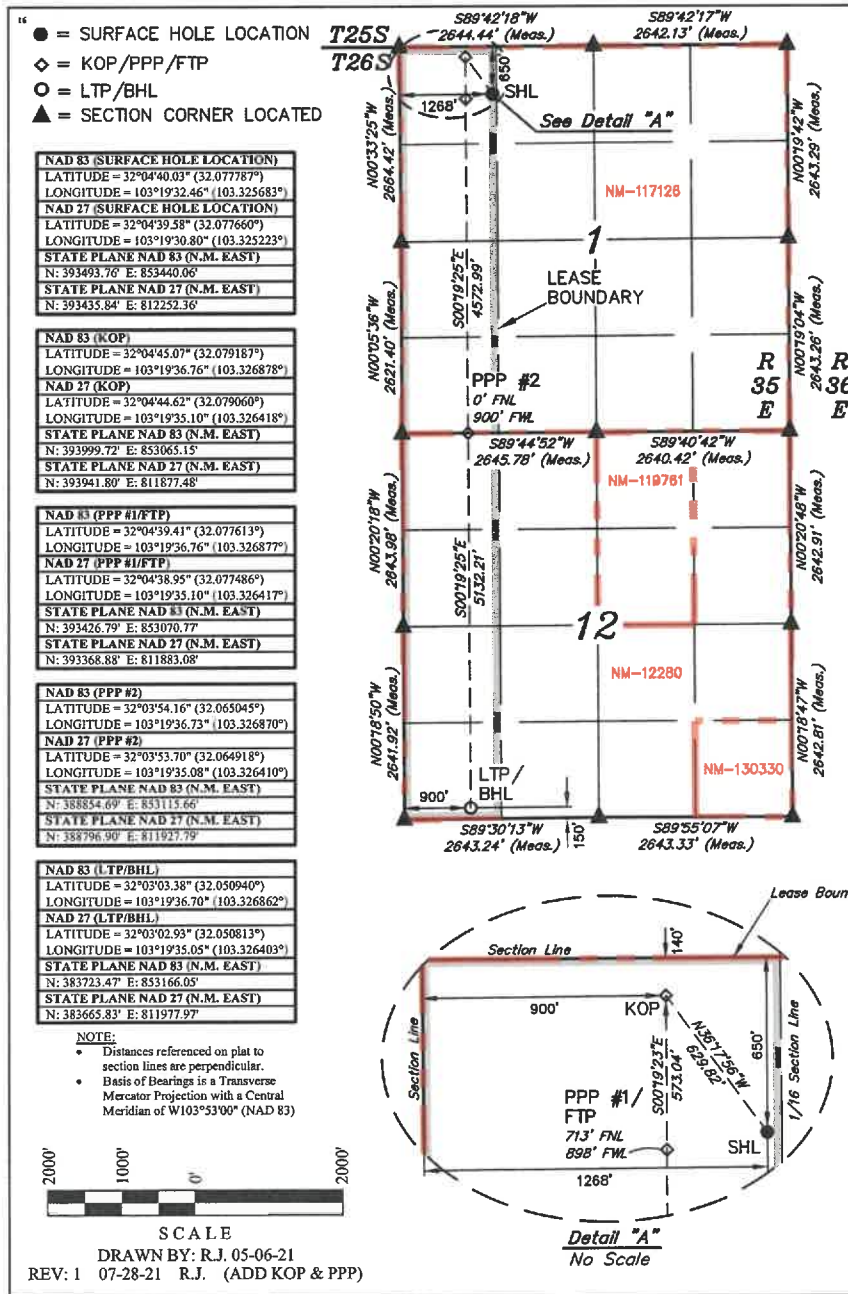 16
● = SURFACE HOLE LOCATION
◇ = KOP/PPP/FTP
○ = LTP/BHL
▲ = SECTION CORNER LOCATED
NAD 83 (SURFACE HOLE LOCATION)
LATITUDE = 32°04'40.03" (32.077787°)
LONGITUDE = 103°19'32.46" (103.325683°)
NAD 27 (SURFACE HOLE LOCATION)
LATITUDE = 32°04'39.58" (32.077660°)
LONGITUDE = 103°19'30.80" (103.325223°)
STATE PLANE NAD 83 (N.M. EAST)
N: 393493.76' E: 853440.06'
STATE PLANE NAD 27 (N.M. EAST)
N: 393435.84' E: 812252.36'
NAD 83 (KOP)
LATITUDE = 32°04'45.07" (32.079187°)
LONGITUDE = 103°19'36.76" (103.326878°)
NAD 27 (KOP)
LATITUDE = 32°04'44.62" (32.079060°)
LONGITUDE = 103°19'35.10" (103.326418°)
STATE PLANE NAD 83 (N.M. EAST)
N: 393999.72' E: 853065.15'
STATE PLANE NAD 27 (N.M. EAST)
N: 393941.80' E: 811877.48'
NAD 83 (PPP #1/FTP)
LATITUDE = 32°04'39.41" (32.077613°)
LONGITUDE = 103°19'36.76" (103.326877°)
NAD 27 (PPP #1/FTP)
LATITUDE = 32°04'38.95" (32.077486°)
LONGITUDE = 103°19'35.10" (103.326417°)
STATE PLANE NAD 83 (N.M. EAST)
N: 393426.79' E: 853070.77'
STATE PLANE NAD 27 (N.M. EAST)
N: 393368.88' E: 811883.08'
NAD 83 (PPP #2)
LATITUDE = 32°03'54.16" (32.065045°)
LONGITUDE = 103°19'36.73" (103.326870°)
NAD 27 (PPP #2)
LATITUDE = 32°03'53.70" (32.064918°)
LONGITUDE = 103°19'35.08" (103.326410°)
STATE PLANE NAD 83 (N.M. EAST)
N: 388854.69' E: 853115.66'
STATE PLANE NAD 27 (N.M. EAST)
N: 388796.90' E: 811927.79'
NAD 83 (LTP/BHL)
LATITUDE = 32°03'03.38" (32.050940°)
LONGITUDE = 103°19'36.70" (103.326862°)
NAD 27 (LTP/BHL)
LATITUDE = 32°03'02.93" (32.050813°)
LONGITUDE = 103°19'35.05" (103.326403°)
STATE PLANE NAD 83 (N.M. EAST)
N: 383723.47' E: 853166.05'
STATE PLANE NAD 27 (N.M. EAST)
N: 383665.83' E: 811977.97'
NOTE:
• Distances referenced on plat to
section lines are perpendicular.
• Basis of Bearings is a Transverse
Mercator Projection with a Central
Meridian of W103°53'00" (NAD 83)
2000' 1000' 0' 2000'
SCALE
DRAWN BY: R.J. 05-06-21
REV: 1 07-28-21 R.J. (ADD KOP & PPP)
T25S
T26S
S89°42'18"W
2644.44' (Meas.)
S89°42'17"W
2642.13' (Meas.)
650'
SHL
1268'
See Detail "A"
N00°33'25"W
2664.42' (Meas.)
N00°19'42"W
2643.29' (Meas.)
NM-117126
1
S00°19'25"E
4572.99'
LEASE
BOUNDARY
N00°05'36"W
2621.40' (Meas.)
N00°19'04"W
2643.26' (Meas.)
R
35
E
R
36
E
PPP #2
0' FNL
900' FWL
S89°44'52"W
2645.78' (Meas.)
S89°40'42"W
2640.42' (Meas.)
NM-119761
N00°20'18"W
2643.98' (Meas.)
N00°20'48"W
2642.91' (Meas.)
S00°19'25"E
5132.21'
12
NM-12280
N00°18'50"W
2641.92' (Meas.)
N00°18'47"W
2642.81' (Meas.)
NM-130330
LTP/
BHL
900'
150'
S89°30'13"W
2643.24' (Meas.)
S89°55'07"W
2643.33' (Meas.)
Lease Boun
Section Line
140'
900'
KOP
Section Line
S00°19'23"E
573.04'
N36°17'56"W
629.82'
650'
1/16 Section Line
PPP #1/
FTP
713' FNL
898' FWL
SHL
1268'
Detail "A"
No Scale